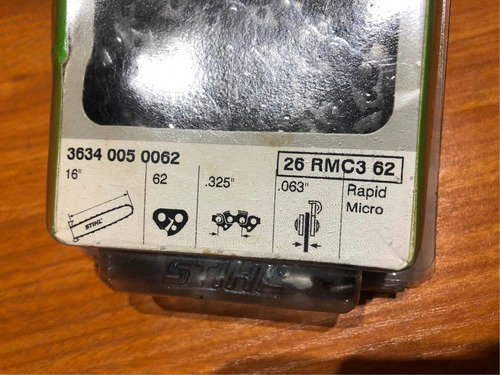 3634 005 0062
26 RMC3 62
16"
62
.325"
.063"
Rapid
Micro
STIHL
STIHL